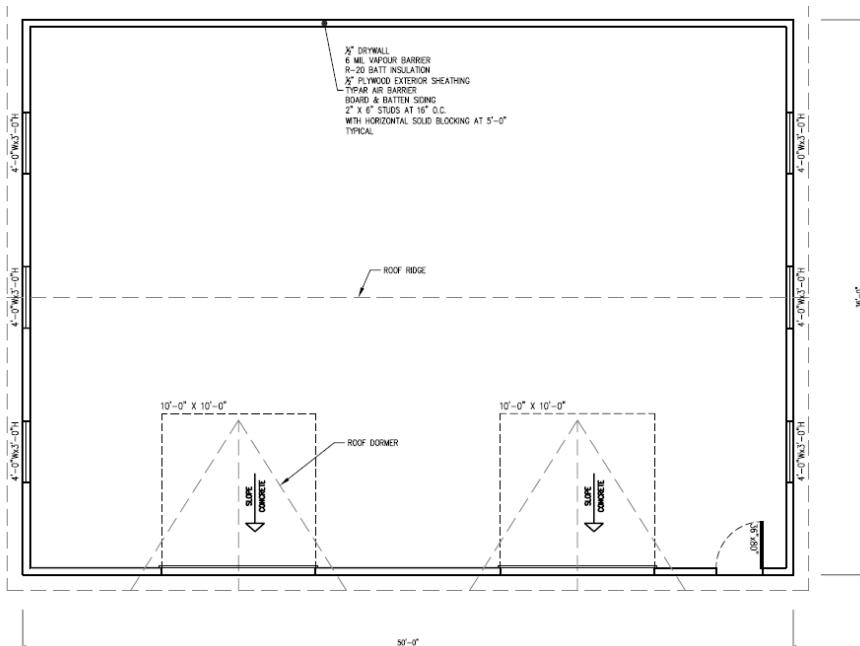 ½" DRYWALL
6 MIL VAPOUR BARRIER
R-20 BATT INSULATION
½" PLYWOOD EXTERIOR SHEATHING
TYPAR AIR BARRIER
BOARD & BATTEN SIDING
2" X 6" STUDS AT 16" O.C.
WITH HORIZONTAL SOLID BLOCKING AT 5'-0"
TYPICAL
4'-0"Wx3'-0"H
4'-0"Wx3'-0"H
ROOF RIDGE
4'-0"Wx3'-0"H
4'-0"Wx3'-0"H
36'-0"
10'-0" X 10'-0"
10'-0" X 10'-0"
ROOF DORMER
4'-0"Wx3'-0"H
4'-0"Wx3'-0"H
SLOPE
CONCRETE
SLOPE
CONCRETE
36" X80"
50'-0"